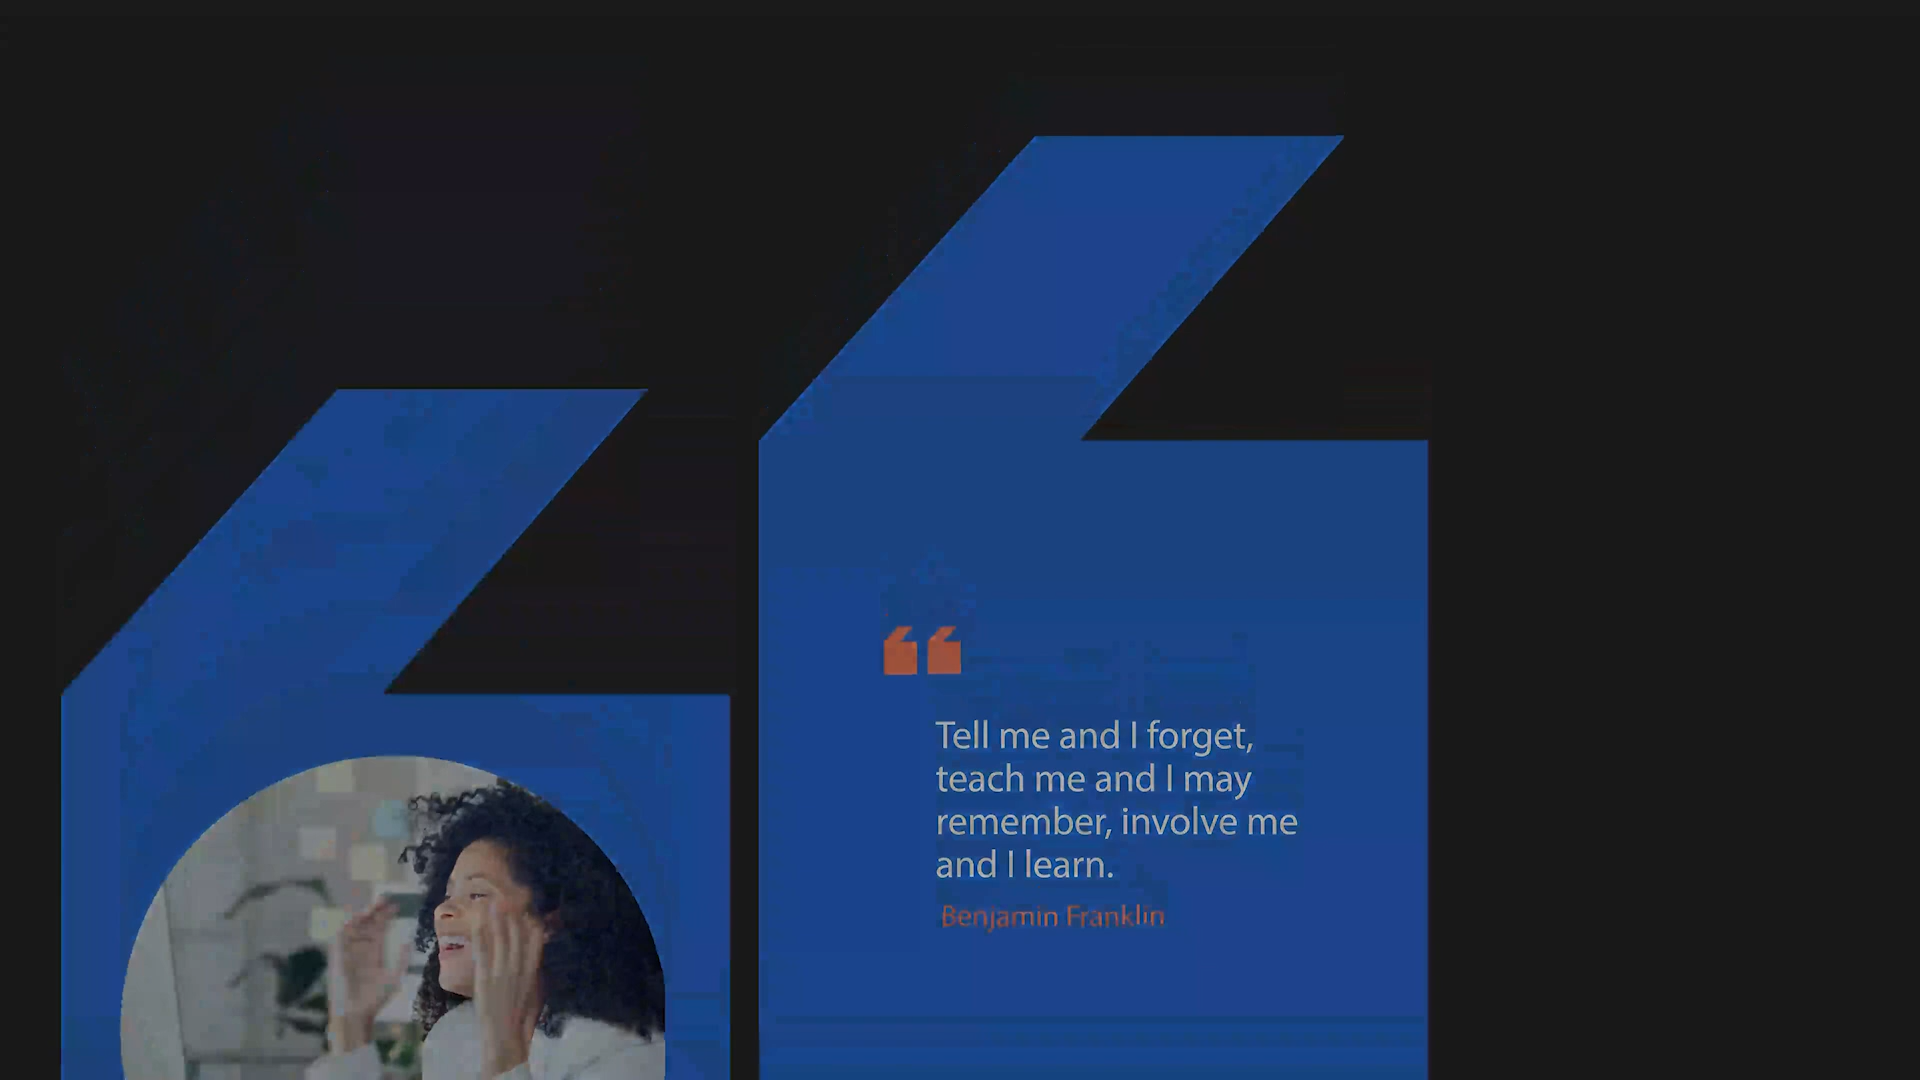 Tell me and I forget,
teach me and I may
remember, involve me
and I learn.
Benjamin Franklin